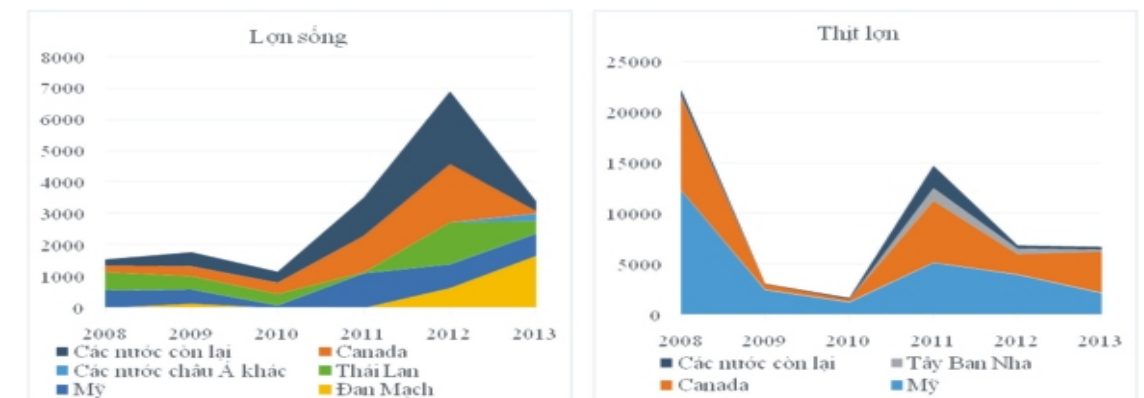 Lợn sống
8000
7000
6000
5000
4000
3000
2000
1000
0
2008 2009 2010 2011 2012 2013
Các nước còn lại Canada
Các nước châu Á khác Thái Lan
Mỹ Đan Mạch
Thịt lợn
25000
20000
15000
10000
5000
0
2008 2009 2010 2011 2012 2013
Các nước còn lại Tây Ban Nha
Canada Mỹ